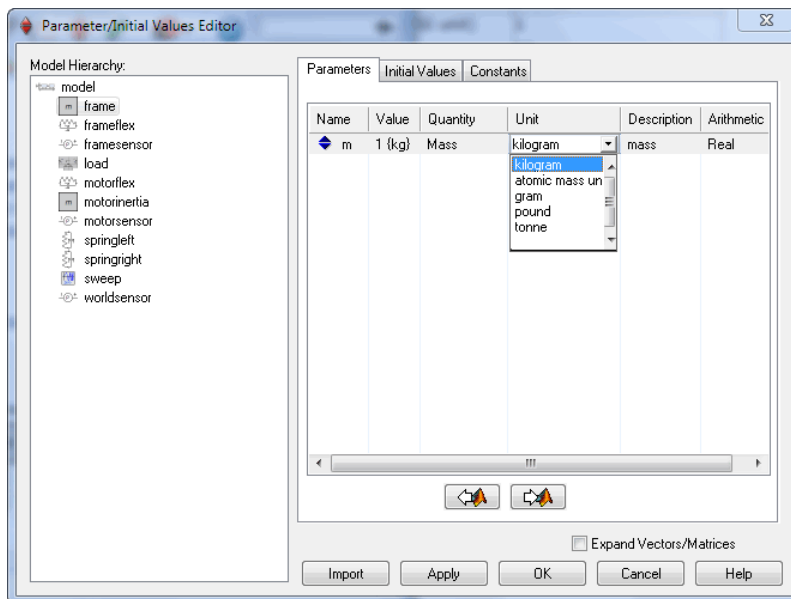 Parameter/Initial Values Editor
Model Hierarchy:
model
frame
frameflex
framesensor
load
motorflex
motorinertia
motorsensor
springleft
springright
sweep
worldsensor
Parameters Initial Values Constants
Name Value Quantity Unit Description Arithmetic
m 1 {kg} Mass kilogram mass Real
kilogram
atomic mass un
gram
pound
tonne
Expand Vectors/Matrices
Import Apply OK Cancel Help